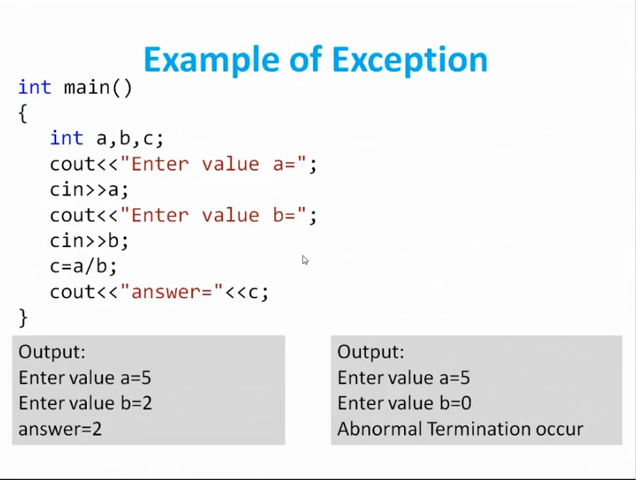 Example of Exception
int main()
{
int a,b,c;
cout<<"Enter value a=";
cin>>a;
cout<<"Enter value b=";
cin>>b;
c=a/b;
cout<<"answer="<<c;
}
Output:
Enter value a=5
Enter value b=2
answer=2
Output:
Enter value a=5
Enter value b=0
Abnormal Termination occur